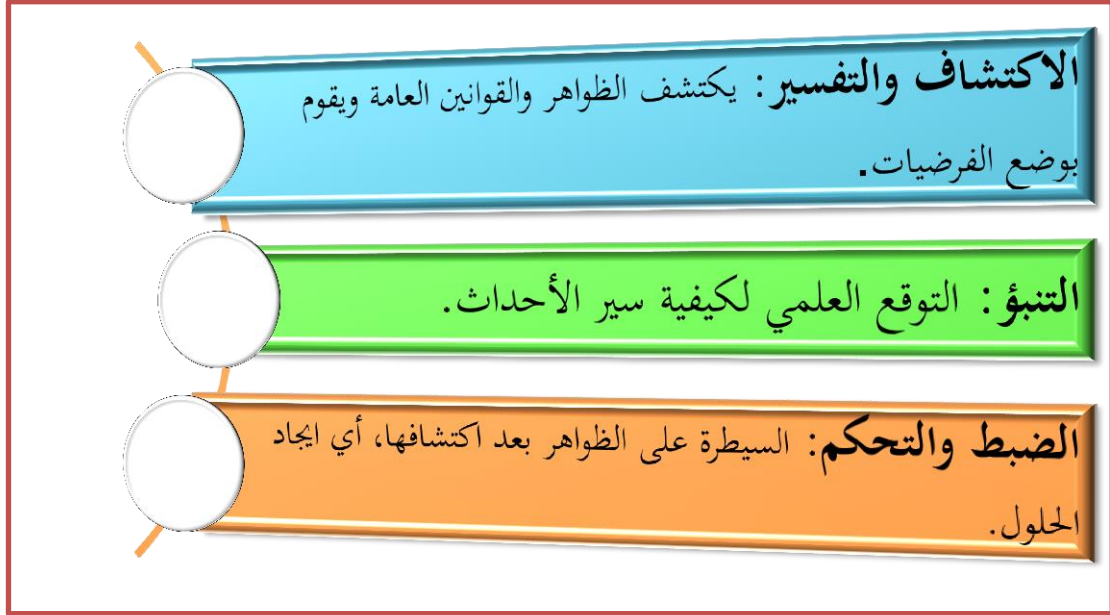 الاكتشاف والتفسير: يكتشف الظواهر والقوانين العامة ويقوم
بوضع الفرضيات.
التنبؤ: التوقع العلمي لكيفية سير الأحداث.
الضبط والتحكم: السيطرة على الظواهر بعد اكتشافها، أي ايجاد
الحلول.